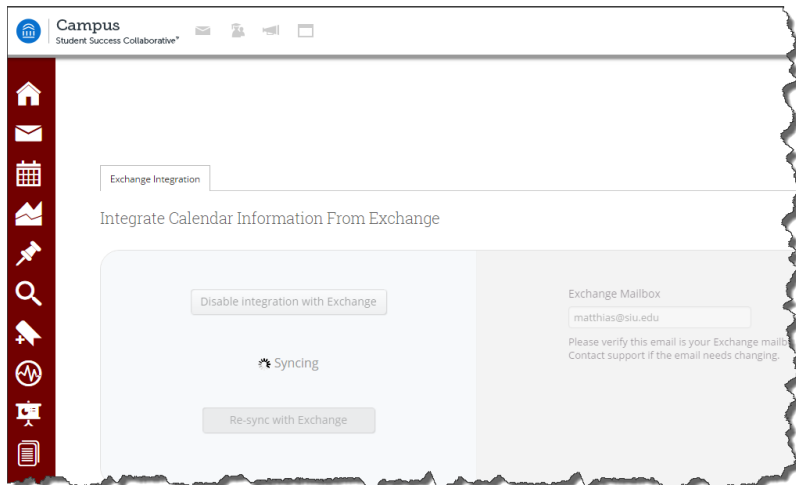 Campus
Student Success Collaborative™
Exchange Integration
Integrate Calendar Information From Exchange
Disable integration with Exchange
Syncing
Re-sync with Exchange
Exchange Mailbox
matthias@siu.edu
Please verify this email is your Exchange
Contact support if the email needs changing.